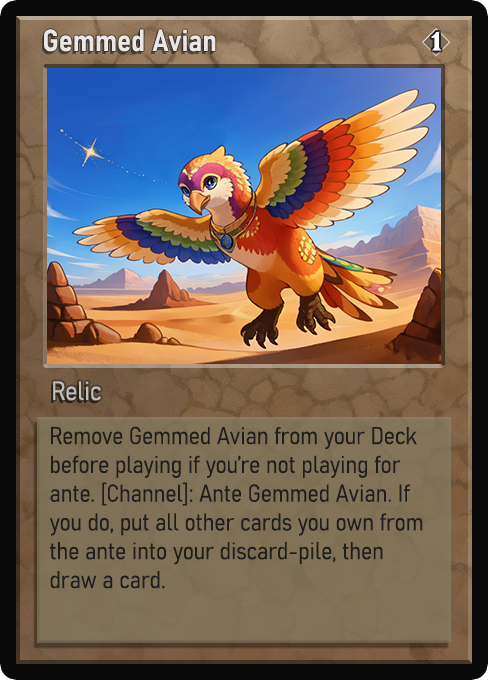 Gemmed Avian
1
Relic
Remove Gemmed Avian from your Deck
before playing if you're not playing for
ante. [Channel]: Ante Gemmed Avian. If
you do, put all other cards you own from
the ante into your discard-pile, then
draw a card.